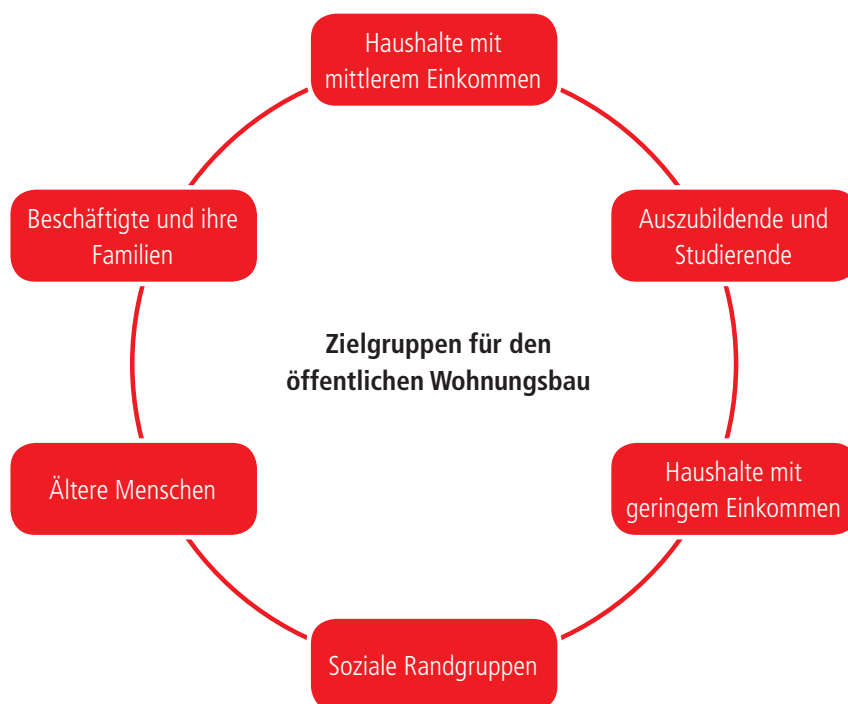 Haushalte mit
mittlerem Einkommen
Beschäftigte und ihre
Familien
Auszubildende und
Studierende
Zielgruppen für den
öffentlichen Wohnungsbau
Ältere Menschen
Haushalte mit
geringem Einkommen
Soziale Randgruppen